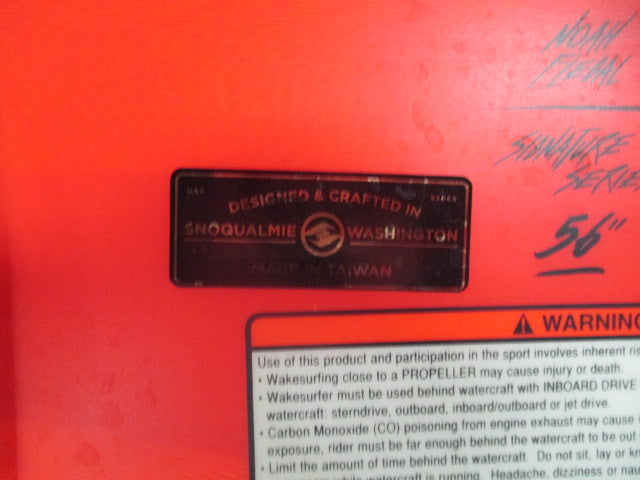 NOAH
FLEGAL
SIGNATURE
SERIES
56"
USA
98065
DESIGNED & CRAFTED IN
SNOQUALMIE WASHINGTON
MADE IN TAIWAN
WARNING
Use of this product and participation in the sport involves inherent ris
• Wakesurfing close to a PROPELLER may cause injury or death.
• Wakesurfer must be used behind watercraft with INBOARD DRIVE
watercraft: sterndrive, outboard, inboard/outboard or jet drive.
• Carbon Monoxide (CO) poisoning from engine exhaust may cause
exposure, rider must be far enough behind the watercraft to be out
• Limit the amount of time behind the watercraft. Do not sit, lay or kn
while watercraft is running. Headache, dizziness or nau